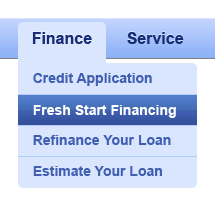 Finance Service
Credit Application
Fresh Start Financing
Refinance Your Loan
Estimate Your Loan